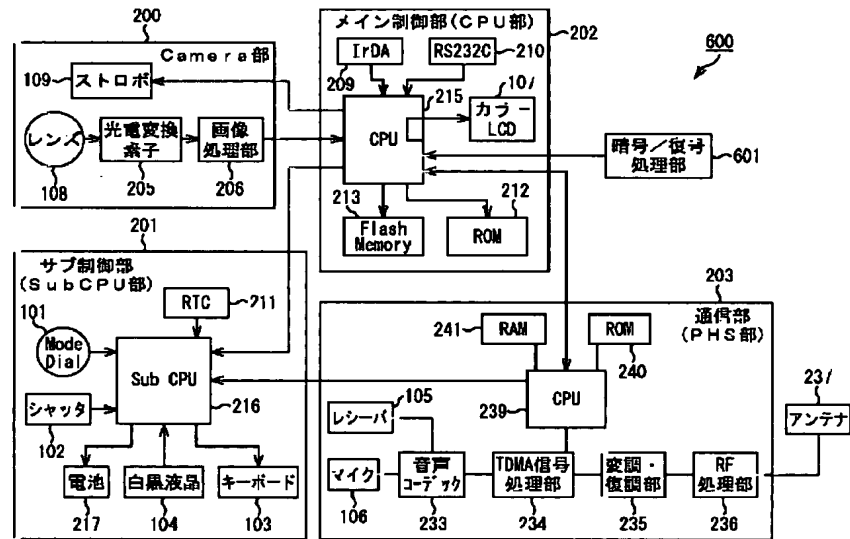 200
Camera部
109
ストロボ
レンズ
108
光電変換
素子
205
画像
処理部
206
メイン制御部(CPU部)
202
IrDA
209
RS232C
210
215
CPU
10/
カラー
LCD
213
Flash
Memory
212
ROM
600
暗号/復号
処理部
601
201
サブ制御部
(SubCPU部)
RTC
211
101
Mode
Dial
Sub CPU
216
シャッタ
102
電池
217
白黒液晶
104
キーボード
103
203
通信部
(PHS部)
241
RAM
ROM
240
CPU
239
105
レシーバ
マイク
106
音声
コーデック
233
TDMA信号
処理部
234
変調・
復調部
235
RF
処理部
236
23/
アンテナ